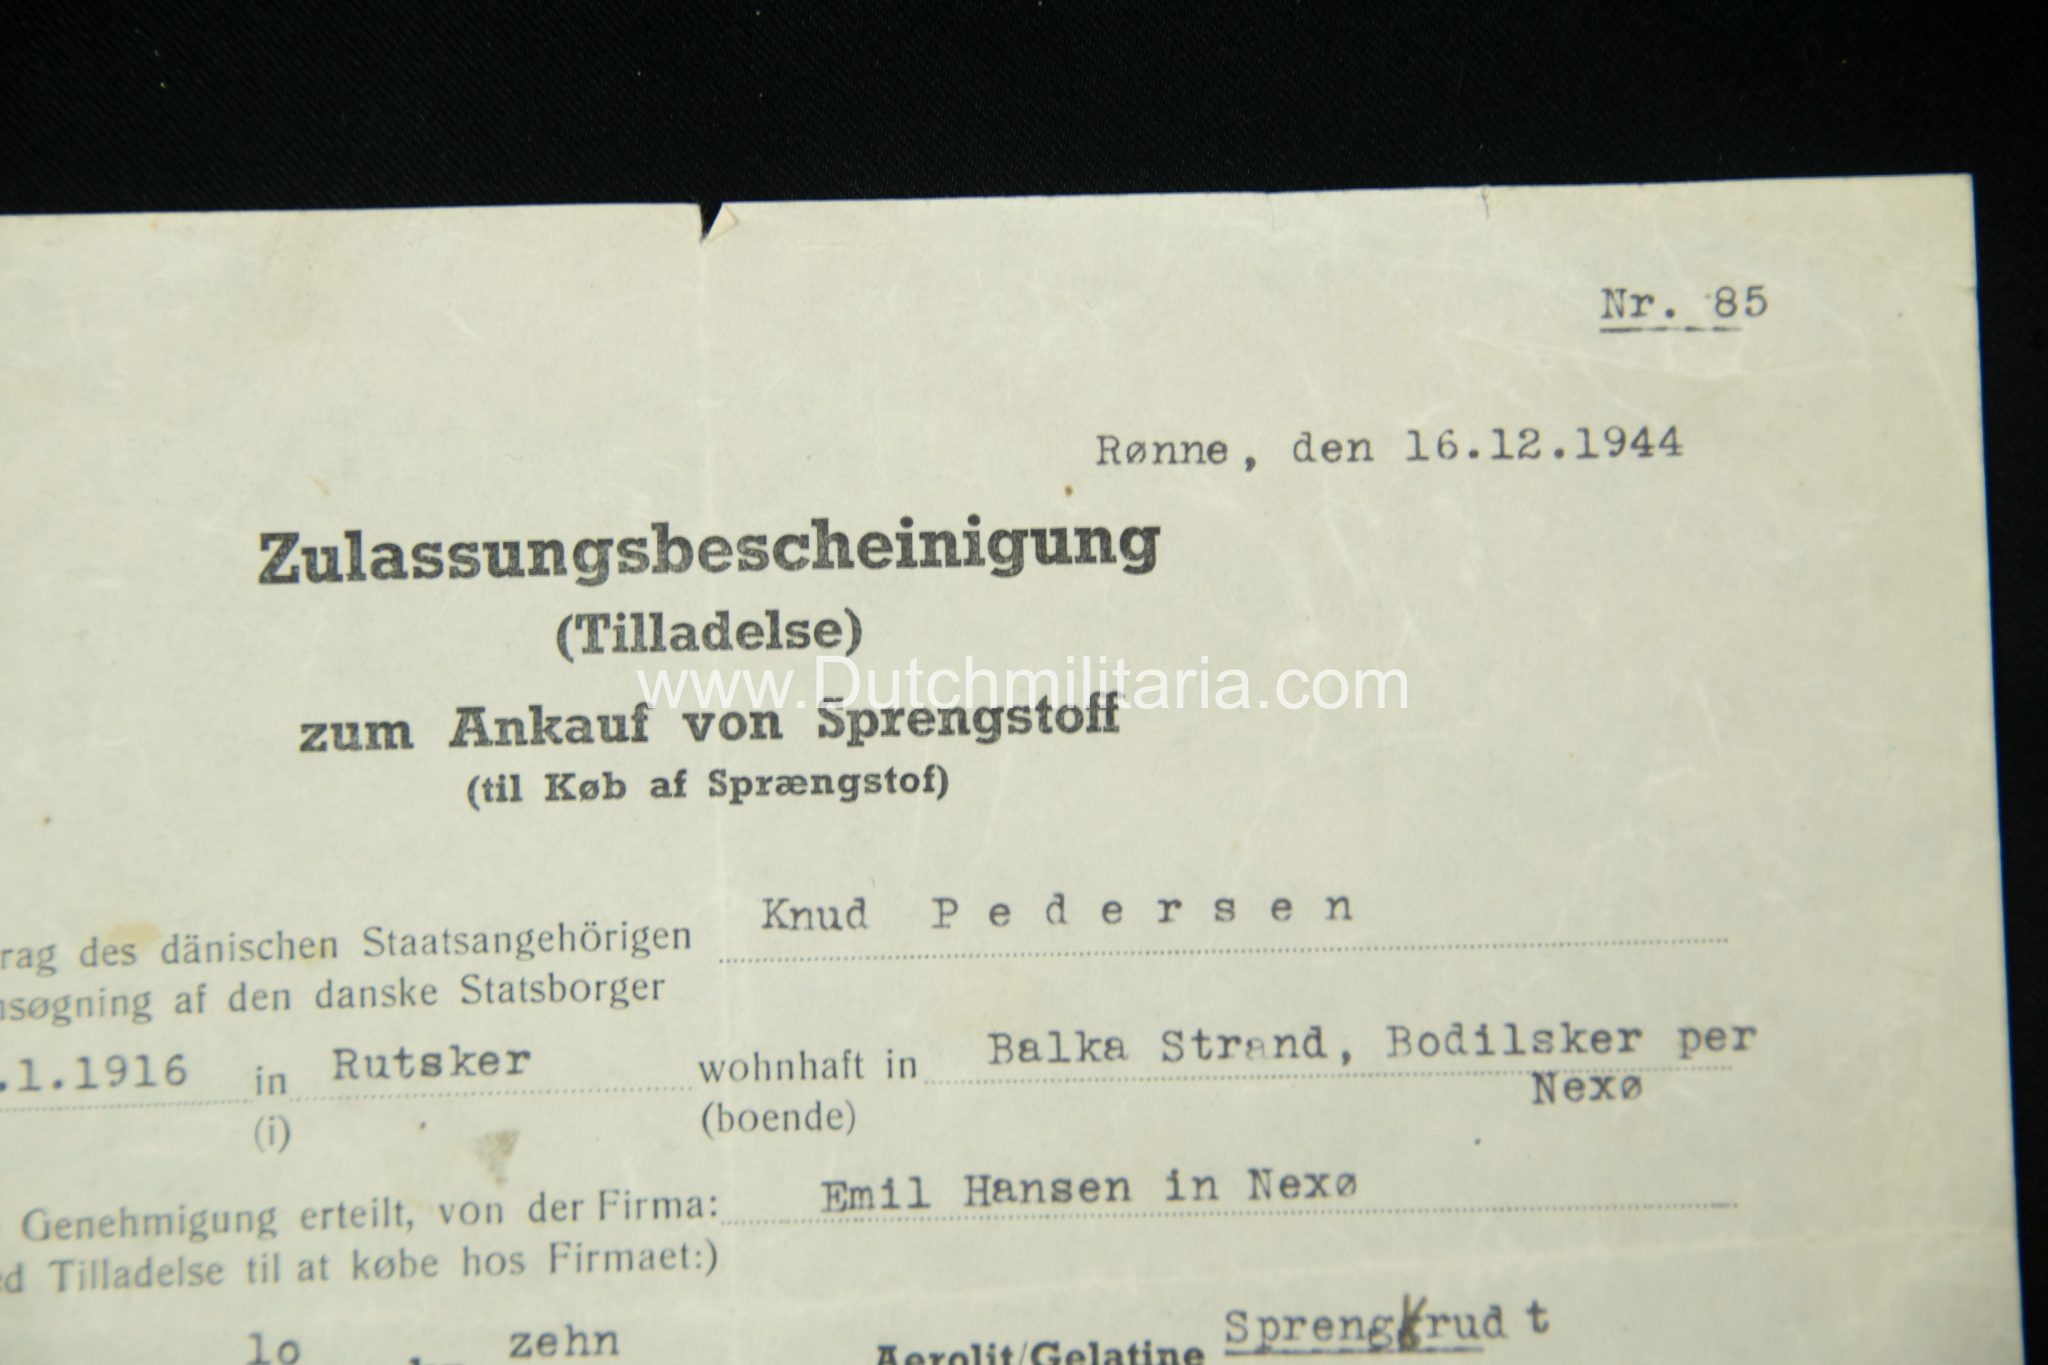 Nr. 85
Rønne, den 16.12.1944
Zulassungsbescheinigung
(Tilladelse)
www.Dutchmilitaria.com
zum Ankauf von Sprengstoff
(til Køb af Sprængstof)
rag des dänischen Staatsangehörigen Knud Pedersen
nsøgning af den danske Statsborger
.1.1916 in Rutsker wohnhaft in Balka Strand, Bodilsker per
Nexø
(i) (boende)
Genehmigung erteilt, von der Firma: Emil Hansen in Nexø
ed Tilladelse til at købe hos Firmaet:)
lo zehn Aerolit/Gelatine Sprengkrudt